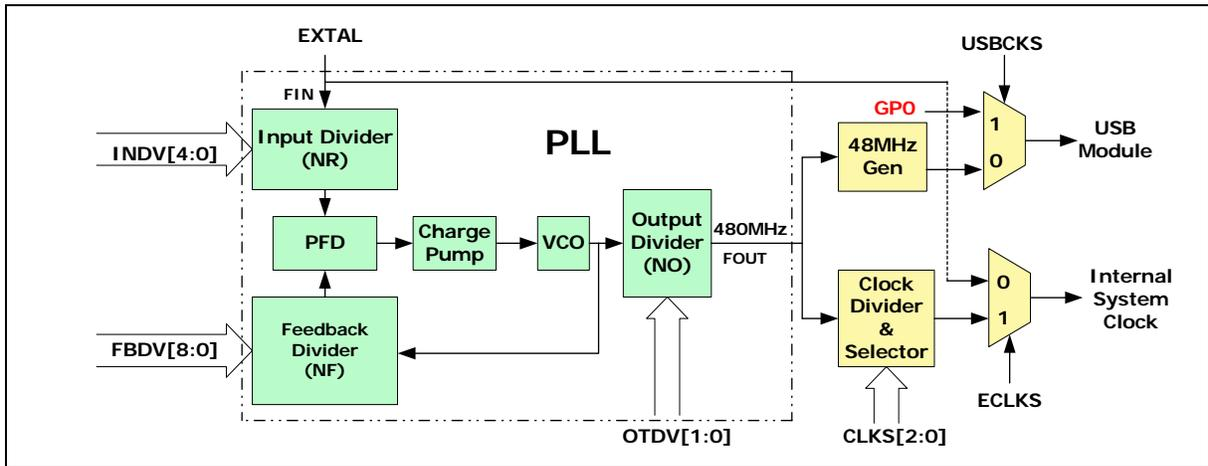 EXTAL
USBCKS
FIN
GP0
PLL
INDV[4:0]
Input Divider
(NR)
48MHz
Gen
1
0
USB
Module
PFD
Charge
Pump
VCO
Output
Divider
(NO)
480MHz
FOUT
FBDV[8:0]
Feedback
Divider
(NF)
Clock
Divider
&
Selector
0
1
Internal
System
Clock
ECLKS
OTDV[1:0]
CLKS[2:0]